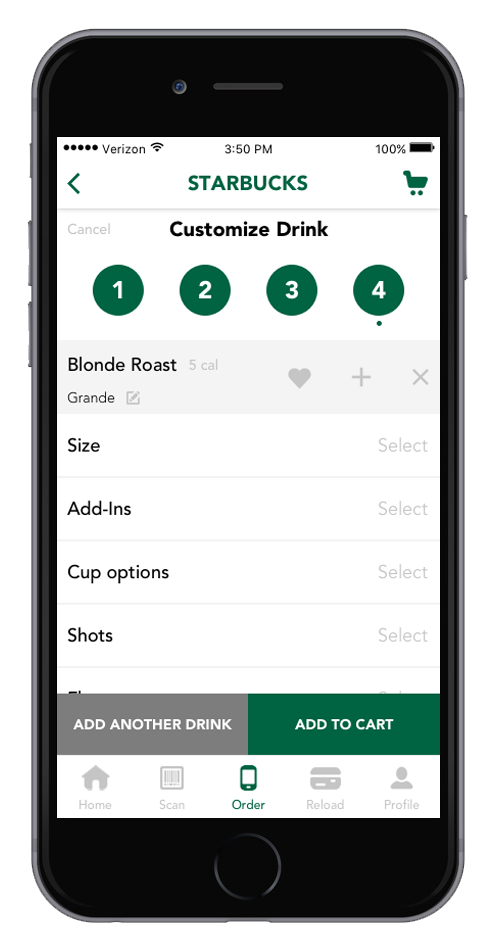 Verizon 3:50 PM 100%
STARBUCKS
Cancel Customize Drink
1 2 3 4
Blonde Roast 5 cal
Grande
Size Select
Add-Ins Select
Cup options Select
Shots Select
ADD ANOTHER DRINK ADD TO CART
Home Scan Order Reload Profile